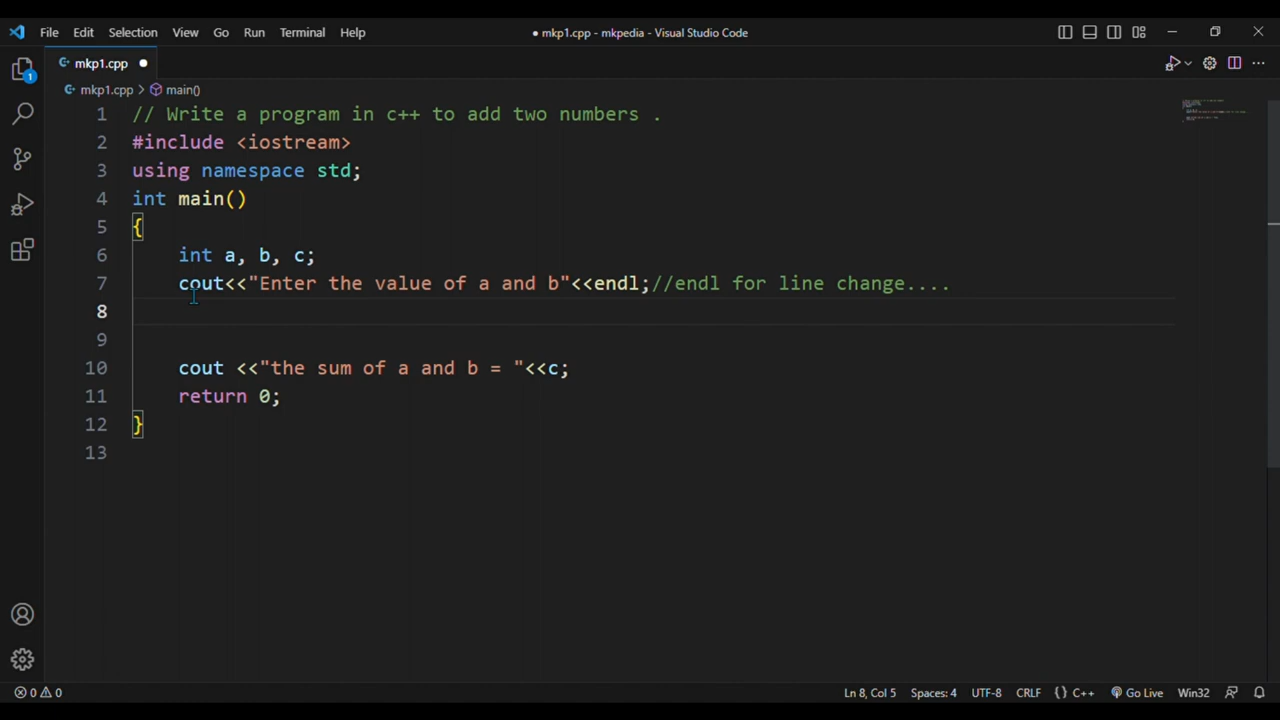 File Edit Selection View Go Run Terminal Help
● mkp1.cpp - mkpedia - Visual Studio Code
mkp1.cpp ●
mkp1.cpp > main()
1 // Write a program in c++ to add two numbers .
2 #include <iostream>
3 using namespace std;
4 int main()
5 {
6 int a, b, c;
7 cout<<"Enter the value of a and b"<<endl;//endl for line change....
8
9
10 cout <<"the sum of a and b = "<<c;
11 return 0;
12 }
13
1
0 0
Ln 8, Col 5 Spaces: 4 UTF-8 CRLF {} C++ Go Live Win32